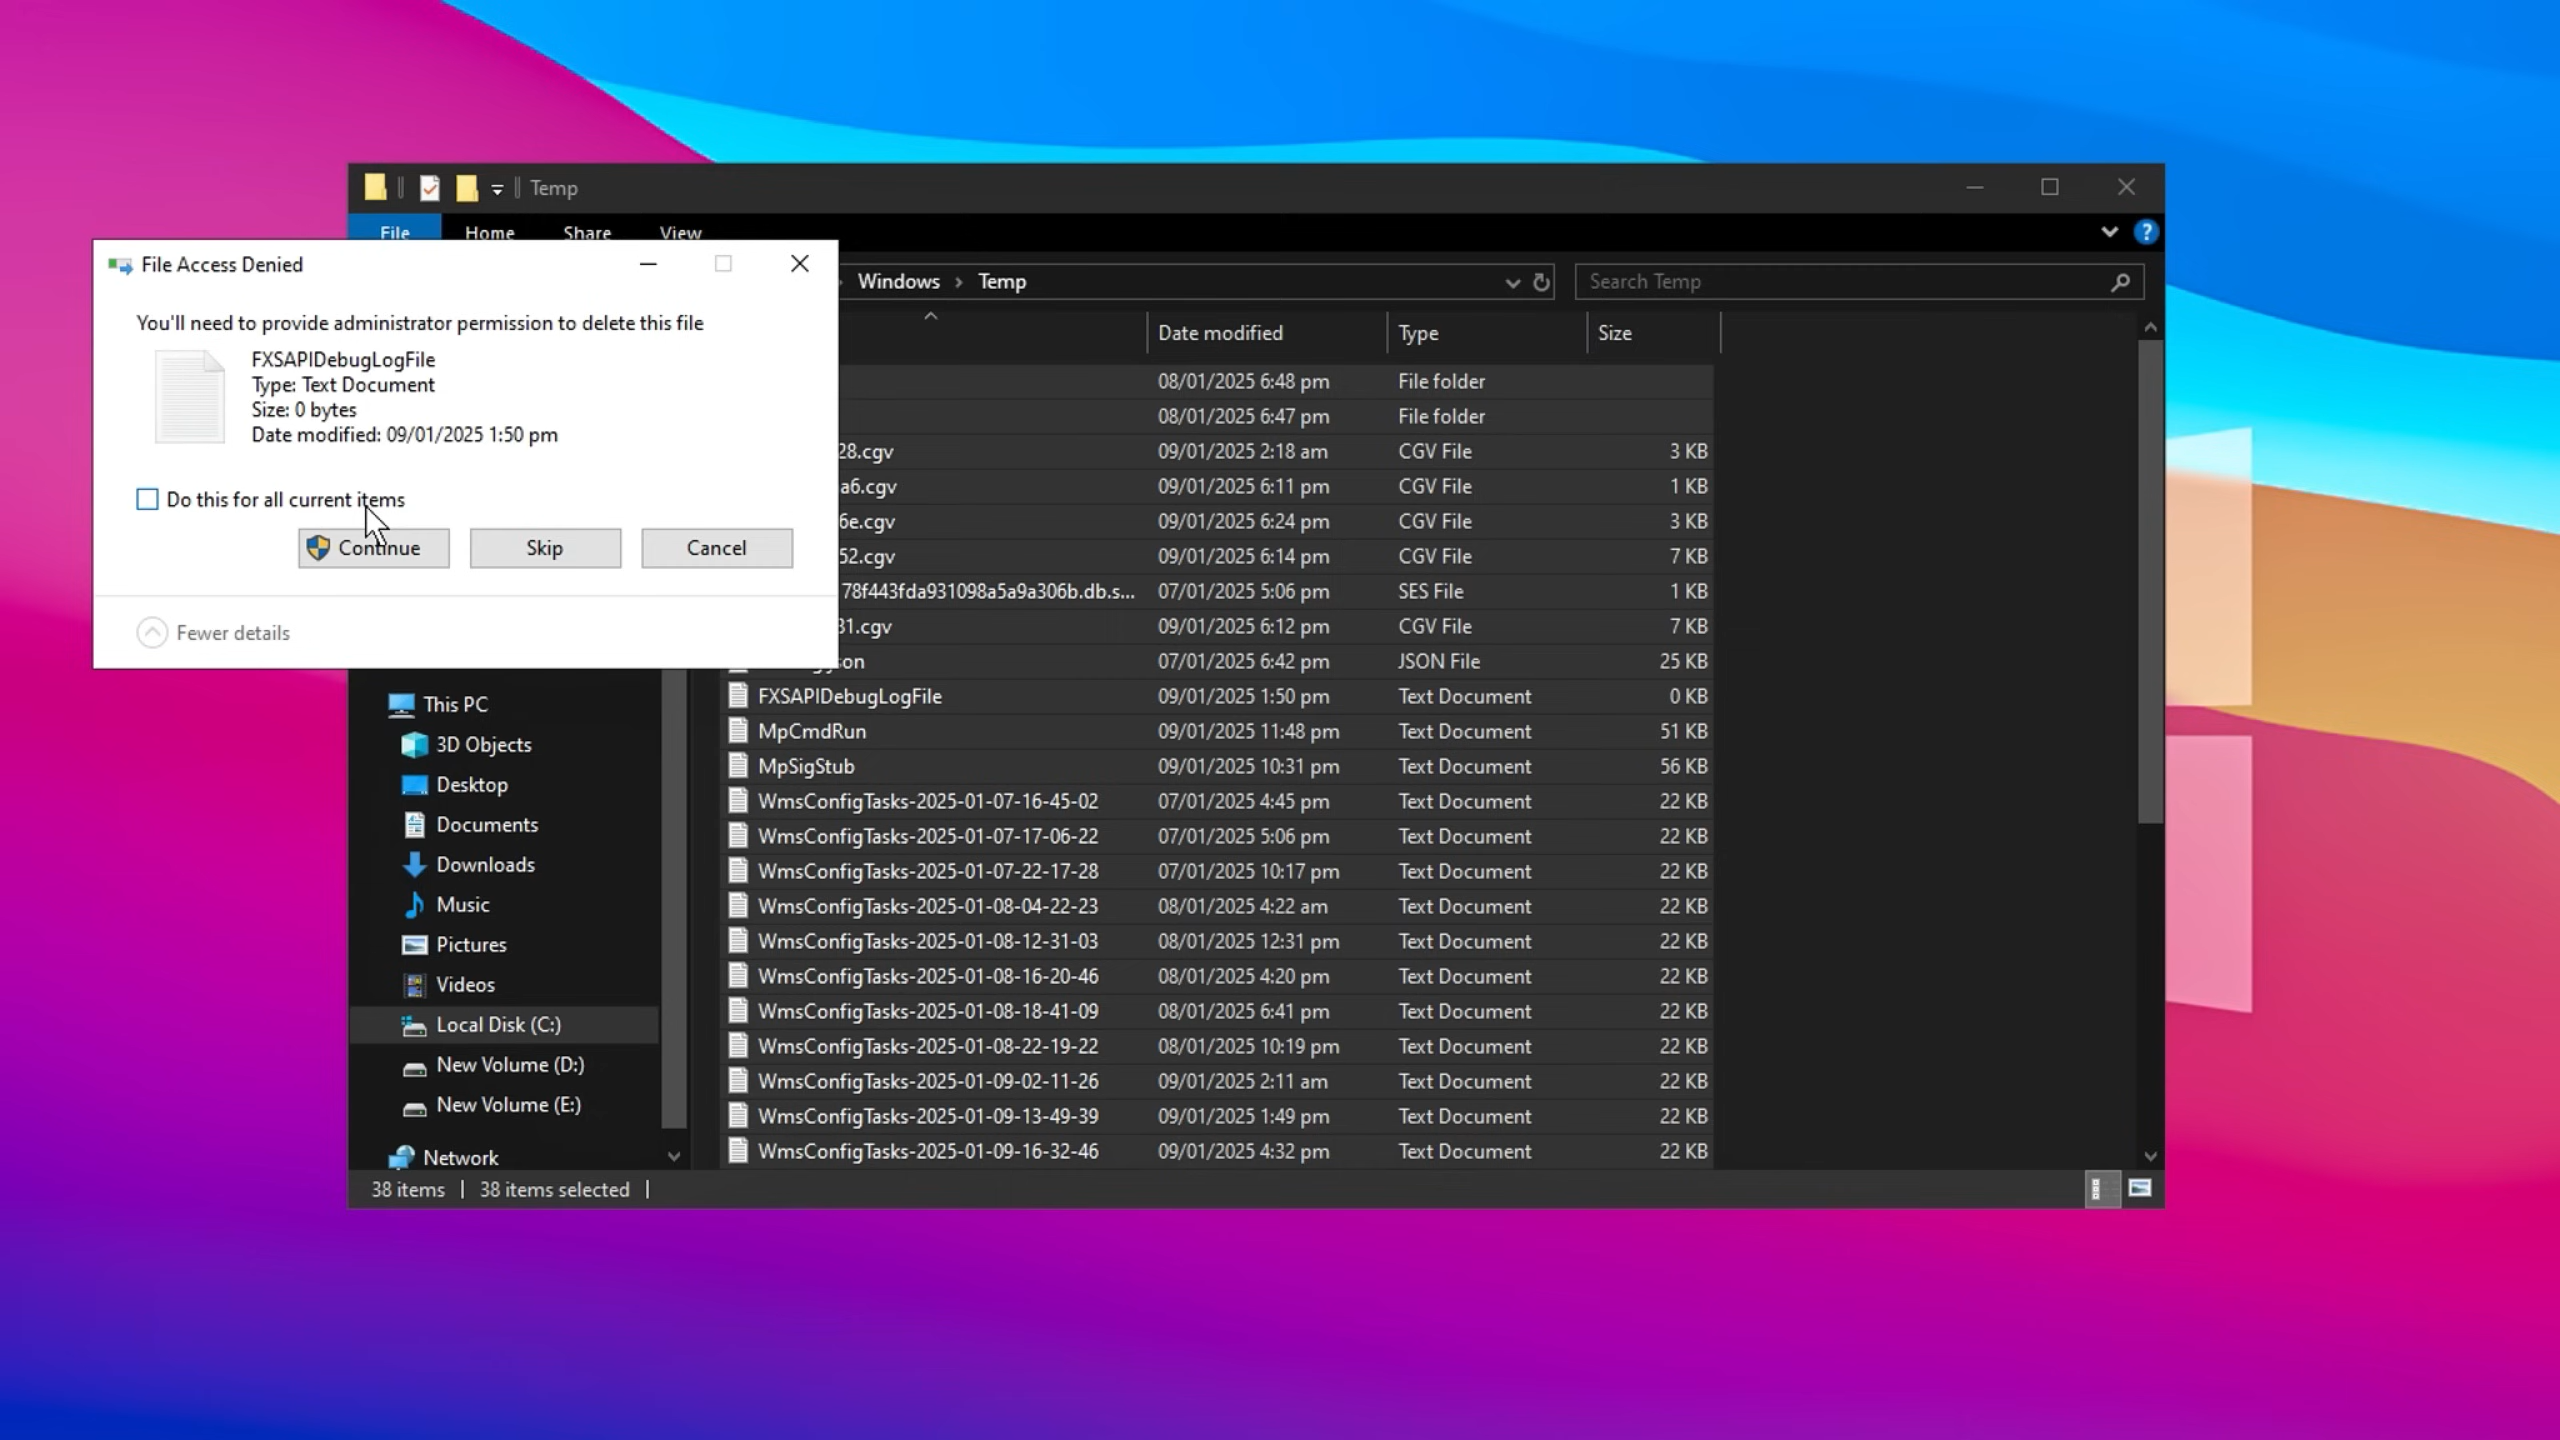 Temp
File Home Share View
?
File Access Denied
You'll need to provide administrator permission to delete this file
FXSAPIDebugLogFile
Type: Text Document
Size: 0 bytes
Date modified: 09/01/2025 1:50 pm
Do this for all current items
Continue Skip Cancel
Fewer details
Windows > Temp
Search Temp
Date modified Type Size
08/01/2025 6:48 pm File folder
08/01/2025 6:47 pm File folder
28.cgv 09/01/2025 2:18 am CGV File 3 KB
a6.cgv 09/01/2025 6:11 pm CGV File 1 KB
6e.cgv 09/01/2025 6:24 pm CGV File 3 KB
52.cgv 09/01/2025 6:14 pm CGV File 7 KB
78f443fda931098a5a9a306b.db.s... 07/01/2025 5:06 pm SES File 1 KB
31.cgv 09/01/2025 6:12 pm CGV File 7 KB
07/01/2025 6:42 pm JSON File 25 KB
FXSAPIDebugLogFile 09/01/2025 1:50 pm Text Document 0 KB
MpCmdRun 09/01/2025 11:48 pm Text Document 51 KB
MpSigStub 09/01/2025 10:31 pm Text Document 56 KB
WmsConfigTasks-2025-01-07-16-45-02 07/01/2025 4:45 pm Text Document 22 KB
WmsConfigTasks-2025-01-07-17-06-22 07/01/2025 5:06 pm Text Document 22 KB
WmsConfigTasks-2025-01-07-22-17-28 07/01/2025 10:17 pm Text Document 22 KB
WmsConfigTasks-2025-01-08-04-22-23 08/01/2025 4:22 am Text Document 22 KB
WmsConfigTasks-2025-01-08-12-31-03 08/01/2025 12:31 pm Text Document 22 KB
WmsConfigTasks-2025-01-08-16-20-46 08/01/2025 4:20 pm Text Document 22 KB
WmsConfigTasks-2025-01-08-18-41-09 08/01/2025 6:41 pm Text Document 22 KB
WmsConfigTasks-2025-01-08-22-19-22 08/01/2025 10:19 pm Text Document 22 KB
WmsConfigTasks-2025-01-09-02-11-26 09/01/2025 2:11 am Text Document 22 KB
WmsConfigTasks-2025-01-09-13-49-39 09/01/2025 1:49 pm Text Document 22 KB
WmsConfigTasks-2025-01-09-16-32-46 09/01/2025 4:32 pm Text Document 22 KB
This PC
3D Objects
Desktop
Documents
Downloads
Music
Pictures
Videos
Local Disk (C:)
New Volume (D:)
New Volume (E:)
Network
38 items | 38 items selected |